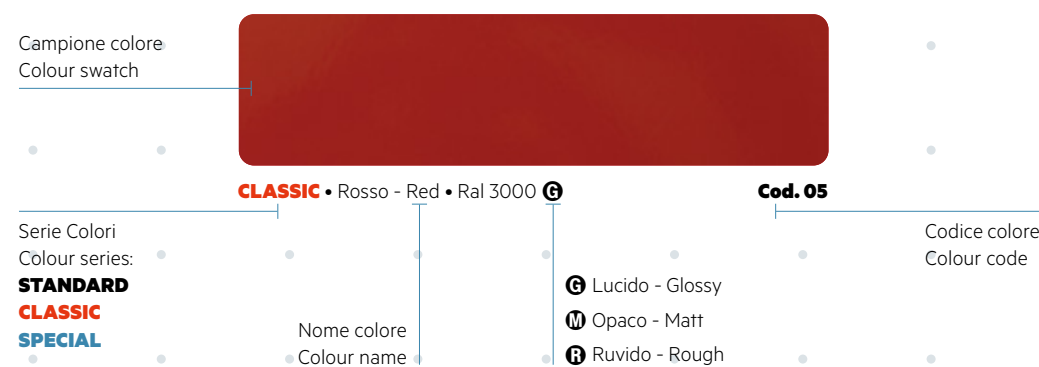 Campione colore
Colour swatch
CLASSIC • Rosso - Red • Ral 3000 G
Cod. 05
Serie Colori
Colour series:
STANDARD
CLASSIC
SPECIAL
Nome colore
Colour name
G Lucido - Glossy
M Opaco - Matt
R Ruvido - Rough
Codice colore
Colour code